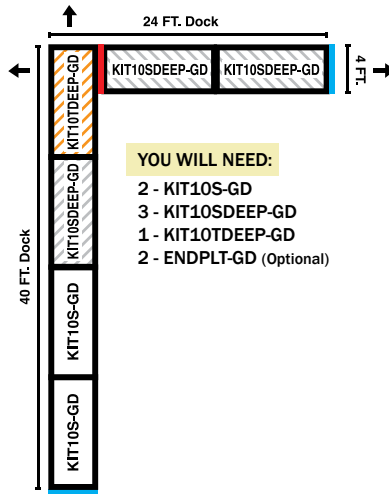 24 FT. Dock
KIT10SDEEP-GD
KIT10SDEEP-GD
4 FT.
KIT10TDEEP-GD
KIT10SDEEP-GD
KIT10S-GD
KIT10S-GD
40 FT. Dock
YOU WILL NEED:
2 - KIT10S-GD
3 - KIT10SDEEP-GD
1 - KIT10TDEEP-GD
2 - ENDPLT-GD (Optional)